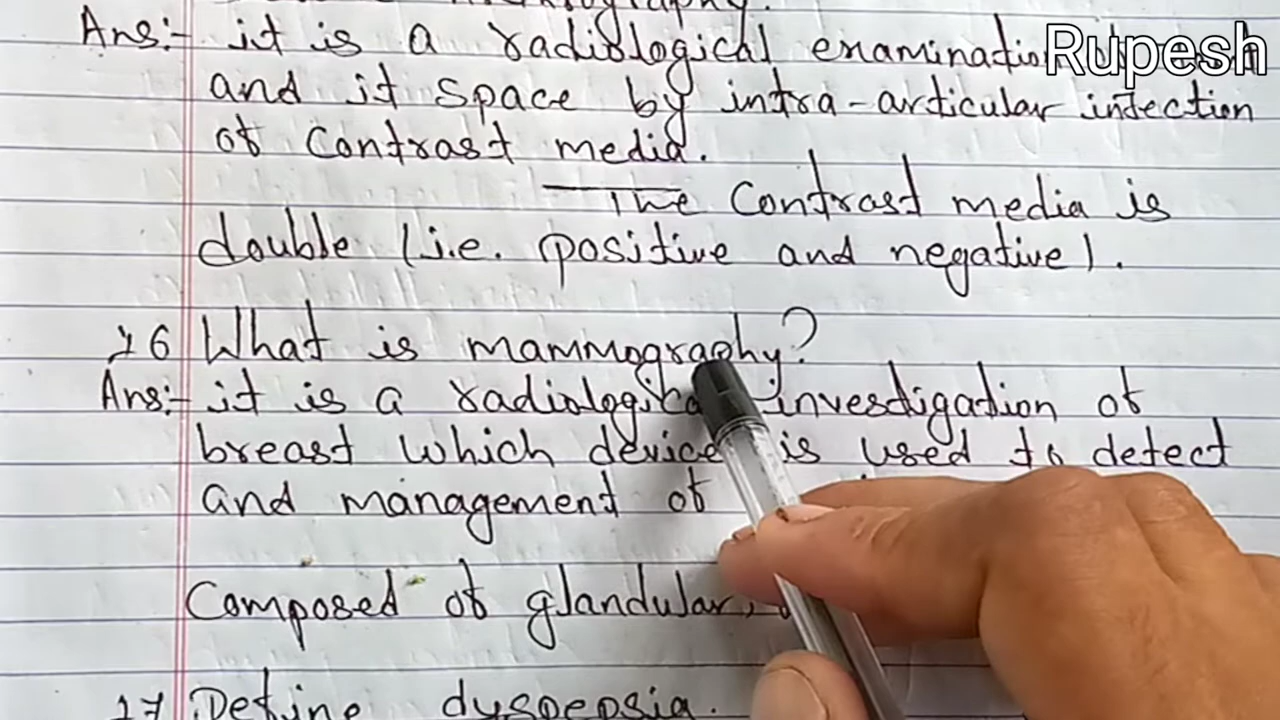 Ans:- it is a radiological examination
Rupesh
and it space by intra-articular injection
of contrast media.
The contrast media is
double (i.e. positive and negative).
16 What is mammography?
Ans:- it is a radiological investigation of
breast which device is used to detect
and management of
Composed of glandular,
17 Define dyspepsia.